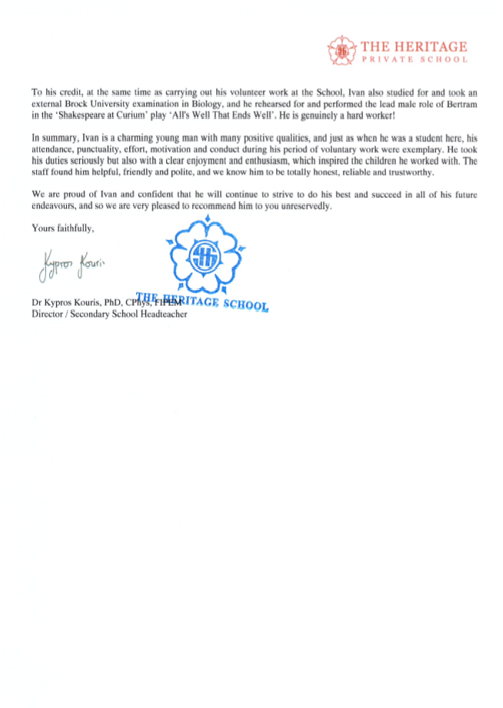 THE HERITAGE
PRIVATE SCHOOL
To his credit, at the same time as carrying out his volunteer work at the School, Ivan also studied for and took an
external Brock University examination in Biology, and he rehearsed for and performed the lead male role of Bertram
in the 'Shakespeare at Curium' play 'All's Well That Ends Well'. He is genuinely a hard worker!
In summary, Ivan is a charming young man with many positive qualities, and just as when he was a student here, his
attendance, punctuality, effort, motivation and conduct during his period of voluntary work were exemplary. He took
his duties seriously but also with a clear enjoyment and enthusiasm, which inspired the children he worked with. The
staff found him helpful, friendly and polite, and we know him to be totally honest, reliable and trustworthy.
We are proud of Ivan and confident that he will continue to strive to do his best and succeed in all of his future
endeavours, and so we are very pleased to recommend him to you unreservedly.
Yours faithfully,
Kypros Kouris
THE HERITAGE SCHOOL
Dr Kypros Kouris, PhD, CPhys, FIPEM
Director / Secondary School Headteacher